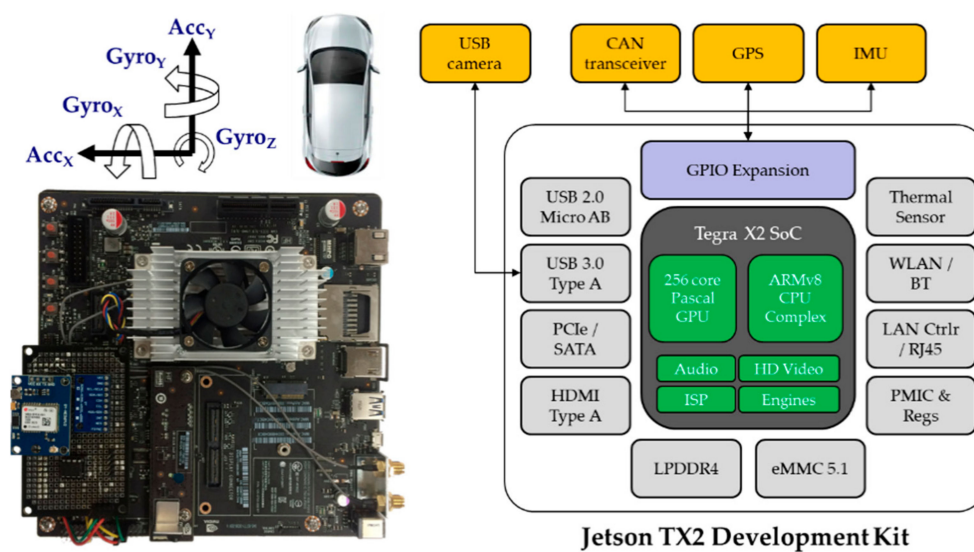 AccY
GyroY
GyroX
GyroZ
AccX
USB
camera
CAN
transceiver
GPS
IMU
GPIO Expansion
USB 2.0
Micro AB
USB 3.0
Type A
PCIe /
SATA
HDMI
Type A
Tegra X2 SoC
256 core
Pascal
GPU
ARMv8
CPU
Complex
Audio
HD Video
ISP
Engines
Thermal
Sensor
WLAN /
BT
LAN Ctrlr
/ RJ45
PMIC &
Regs
LPDDR4
eMMC 5.1
Jetson TX2 Development Kit